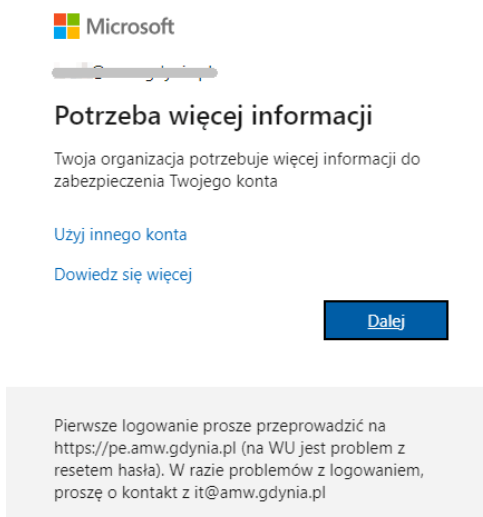 Microsoft
Potrzeba więcej informacji
Twoja organizacja potrzebuje więcej informacji do
zabezpieczenia Twojego konta
Użyj innego konta
Dowiedz się więcej
Dalej
Pierwsze logowanie prosze przeprowadzić na
https://pe.amw.gdynia.pl (na WU jest problem z
resetem hasła). W razie problemów z logowaniem,
proszę o kontakt z it@amw.gdynia.pl